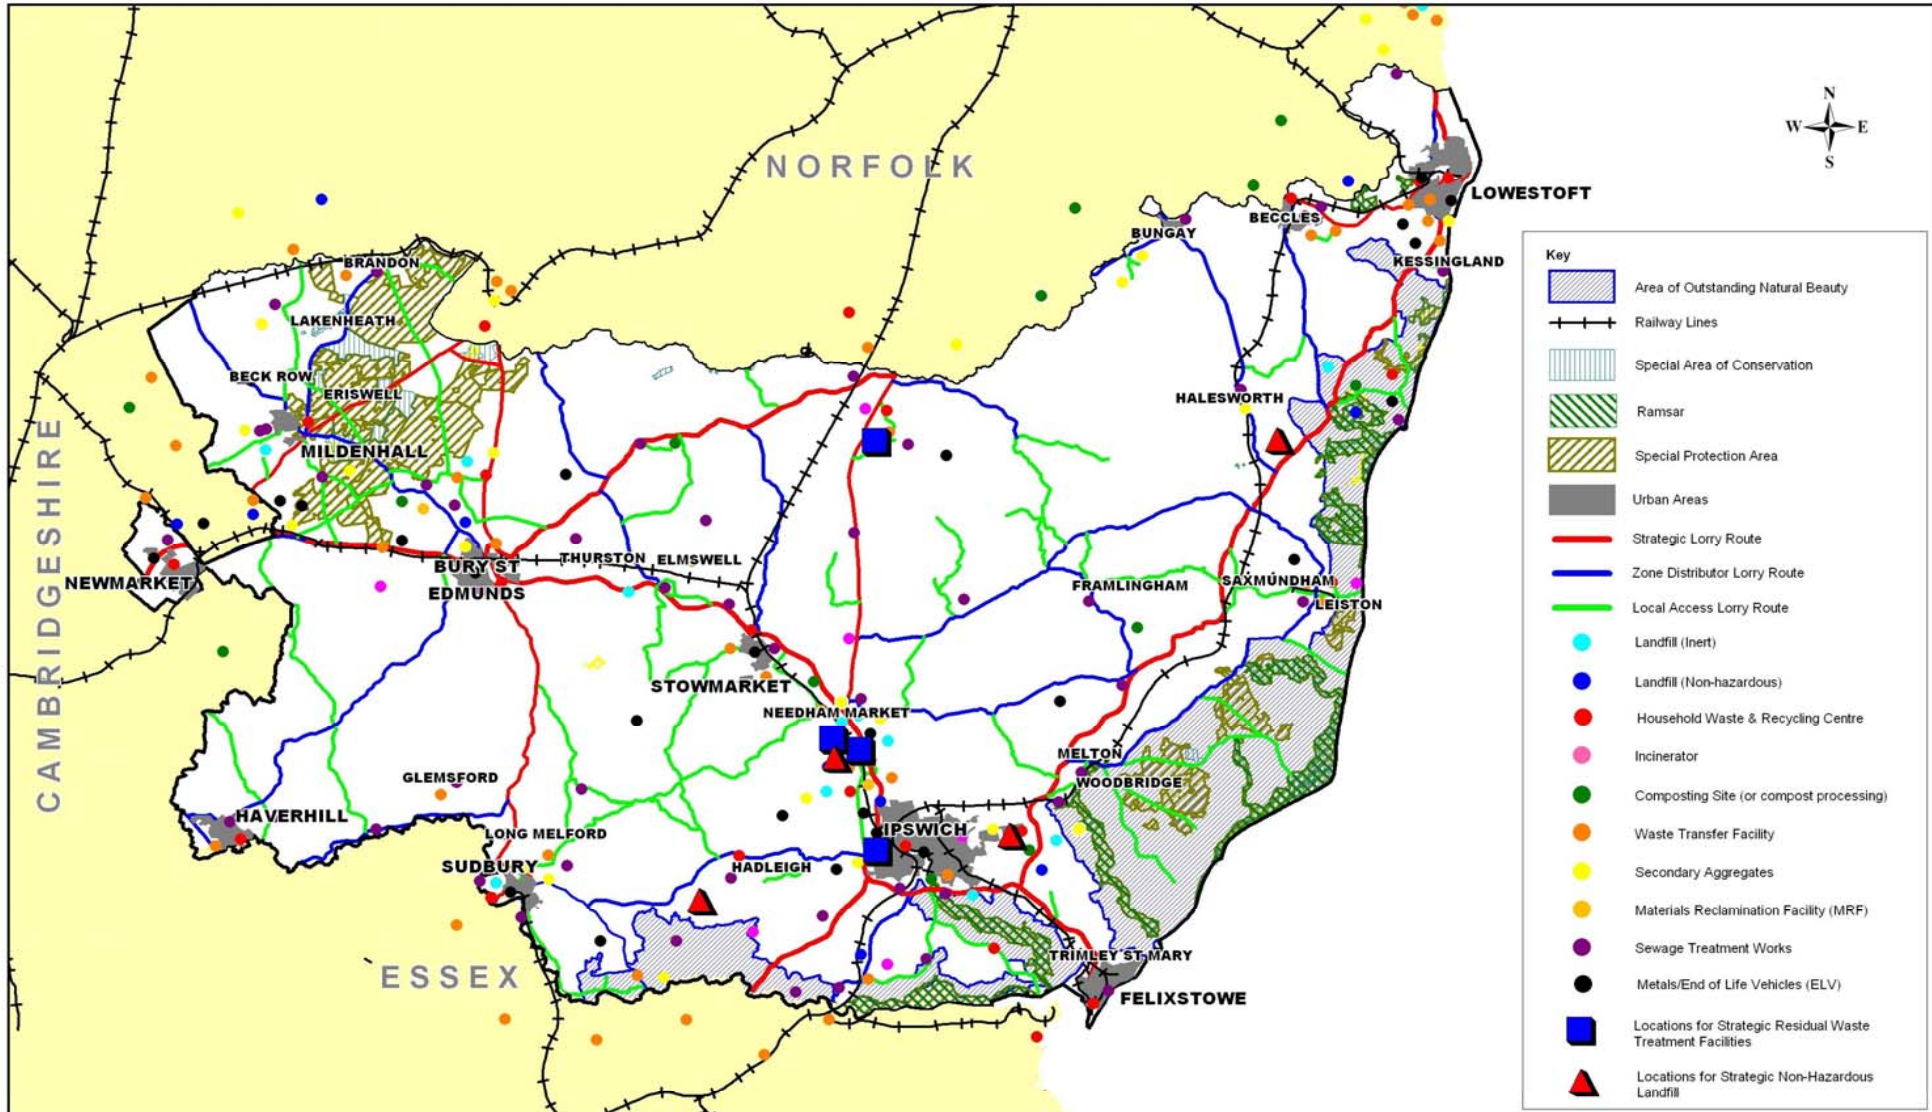 NORFOLK
N
W E
S
LOWESTOFT
BECCLES
BUNGAY
KESSINGLAND
BRANDON
LAKENHEATH
BECK ROW
ERISWELL
HALESWORTH
MILDENHALL
CAMBRIDGESHIRE
NEWMARKET
BURY ST
EDMUNDS
THURSTON
ELMSWELL
FRAMLINGHAM
SAXMUNDHAM
LEISTON
STOWMARKET
NEEDHAM MARKET
MELTON
WOODBRIDGE
GLEMSFORD
HAVERHILL
LONG MELFORD
SUDBURY
HADLEIGH
IPSWICH
ESSEX
TRIMLEY ST MARY
FELIXSTOWE
Key
Area of Outstanding Natural Beauty
Railway Lines
Special Area of Conservation
Ramsar
Special Protection Area
Urban Areas
Strategic Lorry Route
Zone Distributor Lorry Route
Local Access Lorry Route
Landfill (Inert)
Landfill (Non-hazardous)
Household Waste & Recycling Centre
Incinerator
Composting Site (or compost processing)
Waste Transfer Facility
Secondary Aggregates
Materials Reclamination Facility (MRF)
Sewage Treatment Works
Metals/End of Life Vehicles (ELV)
Locations for Strategic Residual Waste
Treatment Facilities
Locations for Strategic Non-Hazardous
Landfill